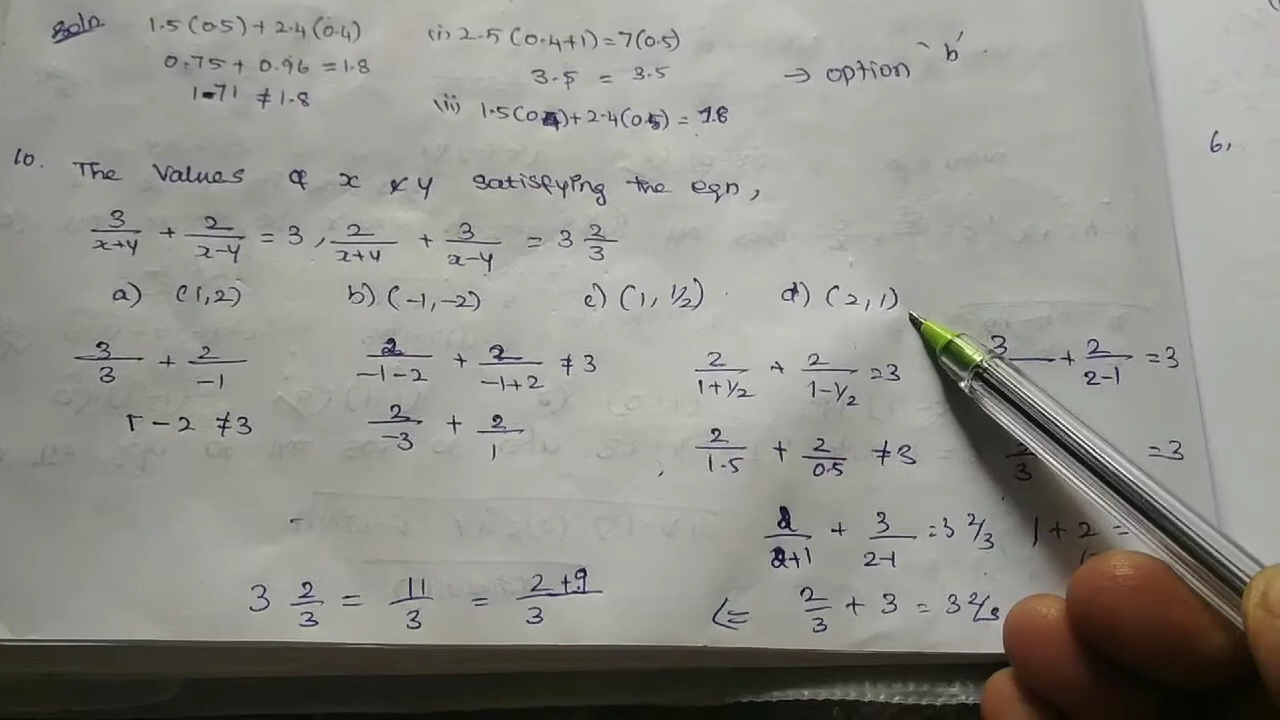 Soln 1.5(0.5) + 2.4(0.4) (i) 2.5(0.4+1) = 7(0.5)
0.75 + 0.96 = 1.8 3.5 = 3.5 → option 'b'.
1.71 ≠ 1.8 (ii) 1.5(0.4) + 2.4(0.5) = 1.8
6.
10. The values of x & y satisfying the eqn,
3/(x+y) + 2/(x-y) = 3, 2/(x+y) + 3/(x-y) = 3 2/3
a) (1,2) b) (-1,-2) c) (1, 1/2) d) (2,1)
3/3 + 2/-1 2/(-1-2) + 2/(-1+2) ≠ 3 2/(1+1/2) + 2/(1-1/2) = 3 3 + 2/(2-1) = 3
- 2 ≠ 3 2/-3 + 2/1 2/1.5 + 2/0.5 ≠ 3 3 = 3
2/(2+1) + 3/(2-1) = 3 2/3 1 + 2 =
3 2/3 = 11/3 = (2+9)/3 2/3 + 3 = 3 2/3